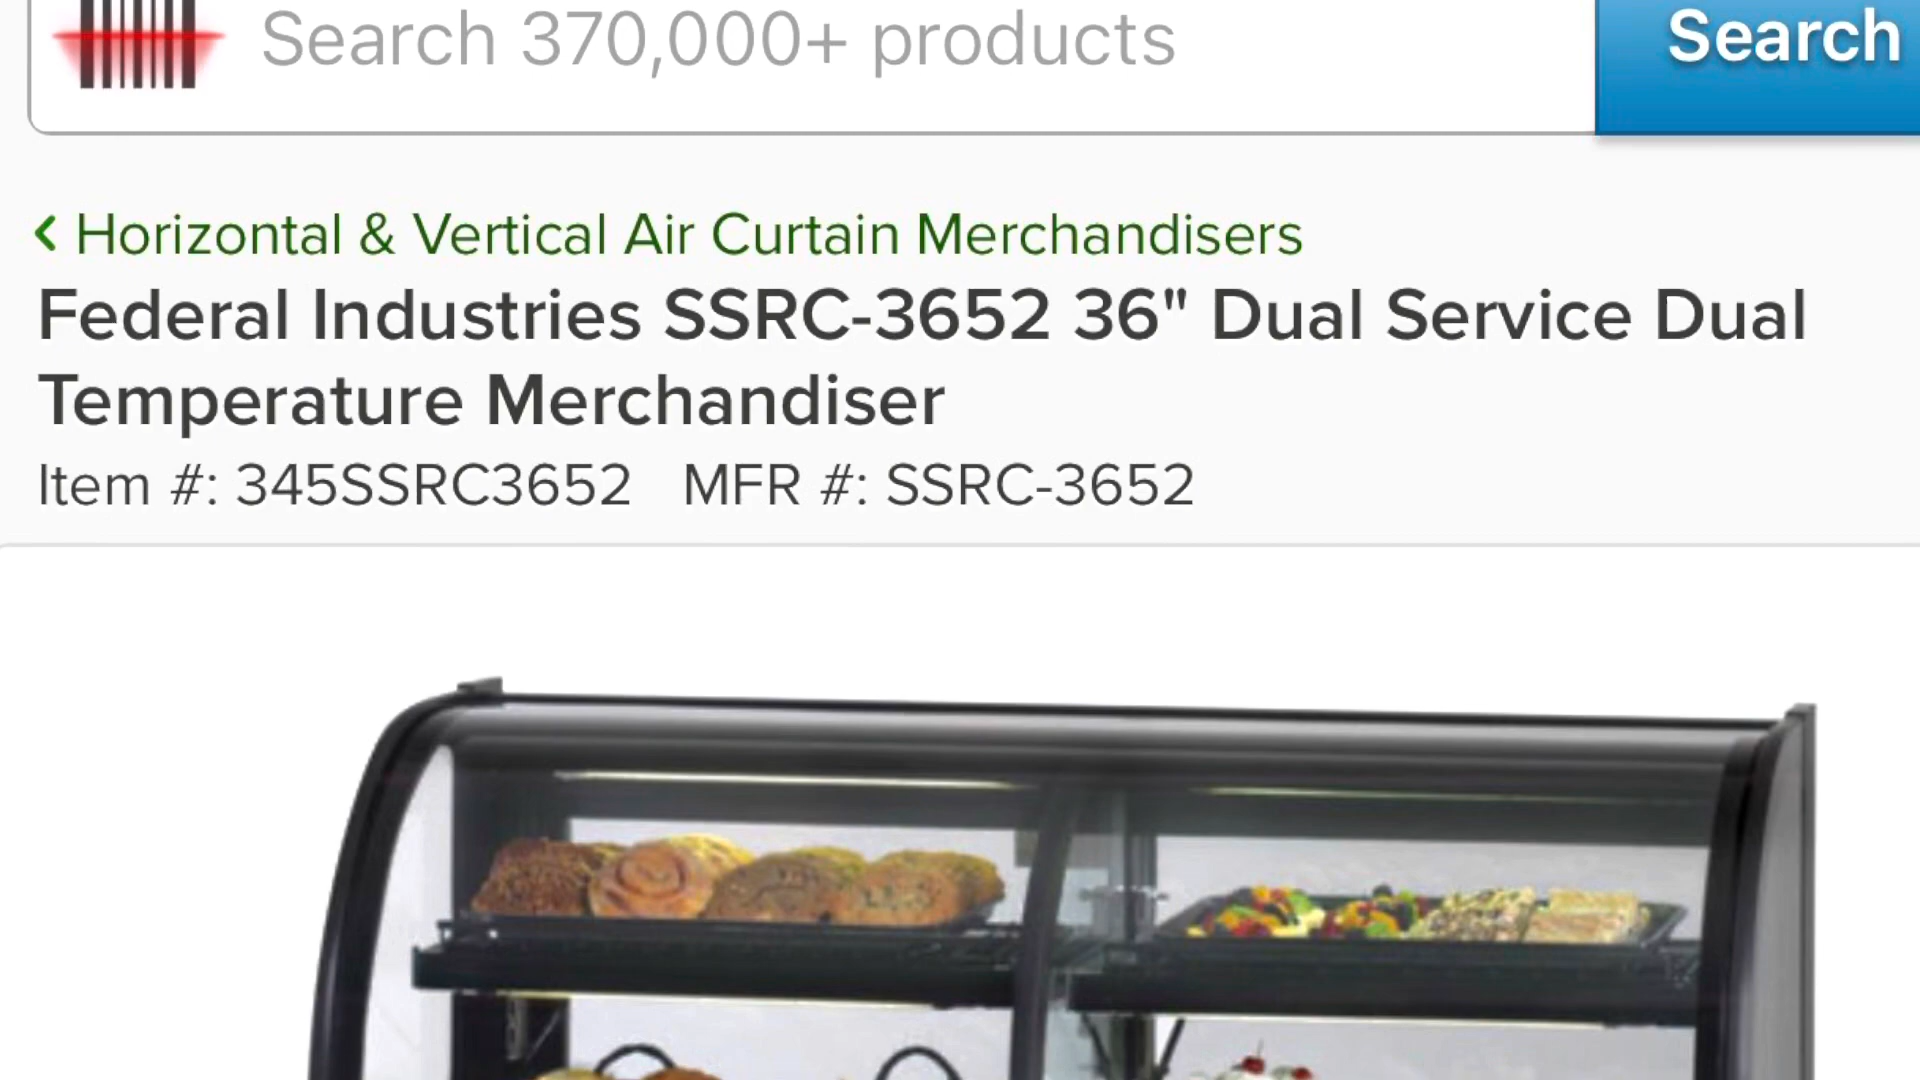 Search 370,000+ products
Search
Horizontal & Vertical Air Curtain Merchandisers
Federal Industries SSRC-3652 36" Dual Service Dual
Temperature Merchandiser
Item #: 345SSRC3652 MFR #: SSRC-3652